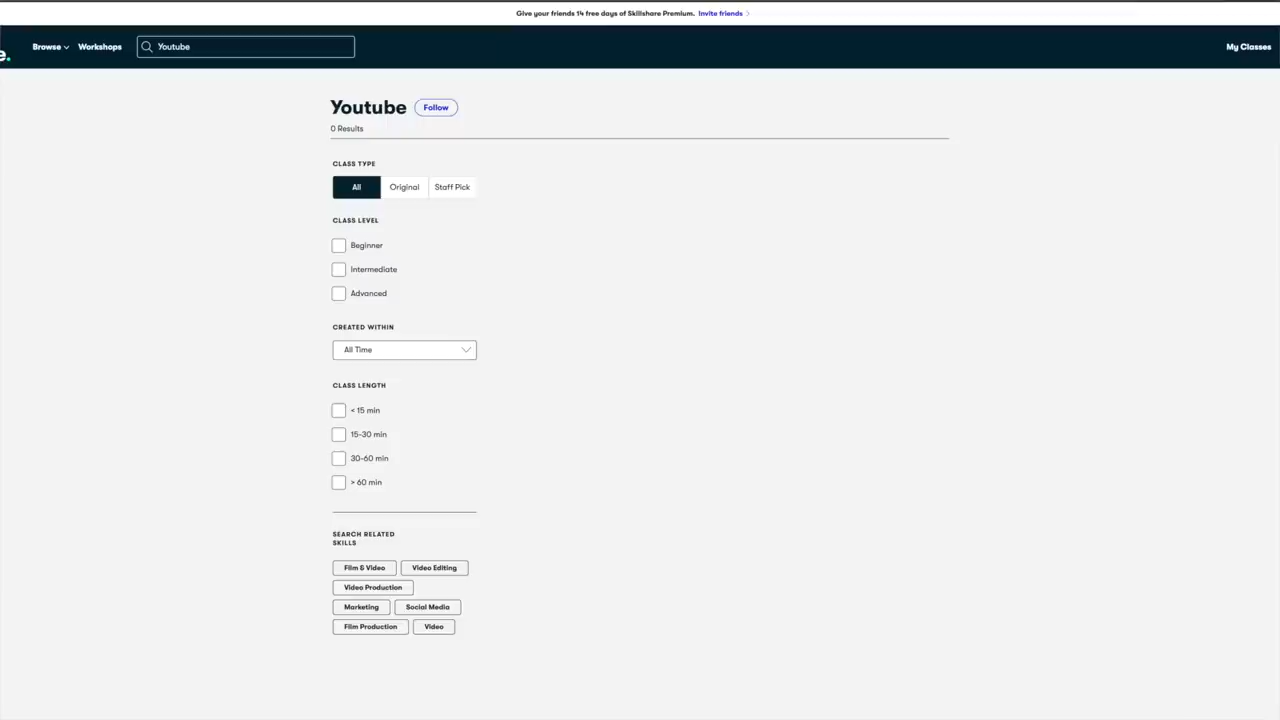 Give your friends 14 free days of Skillshare Premium. Invite friends
e.
Browse Workshops Youtube My Classes
Youtube Follow
0 Results
CLASS TYPE
All Original Staff Pick
CLASS LEVEL
Beginner
Intermediate
Advanced
CREATED WITHIN
All Time
CLASS LENGTH
< 15 min
15-30 min
30-60 min
> 60 min
SEARCH RELATED
SKILLS
Film & Video Video Editing
Video Production
Marketing Social Media
Film Production Video